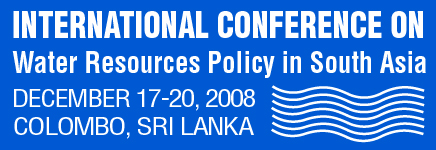 INTERNATIONAL CONFERENCE ON
Water Resources Policy in South Asia
DECEMBER 17-20, 2008
COLOMBO, SRI LANKA